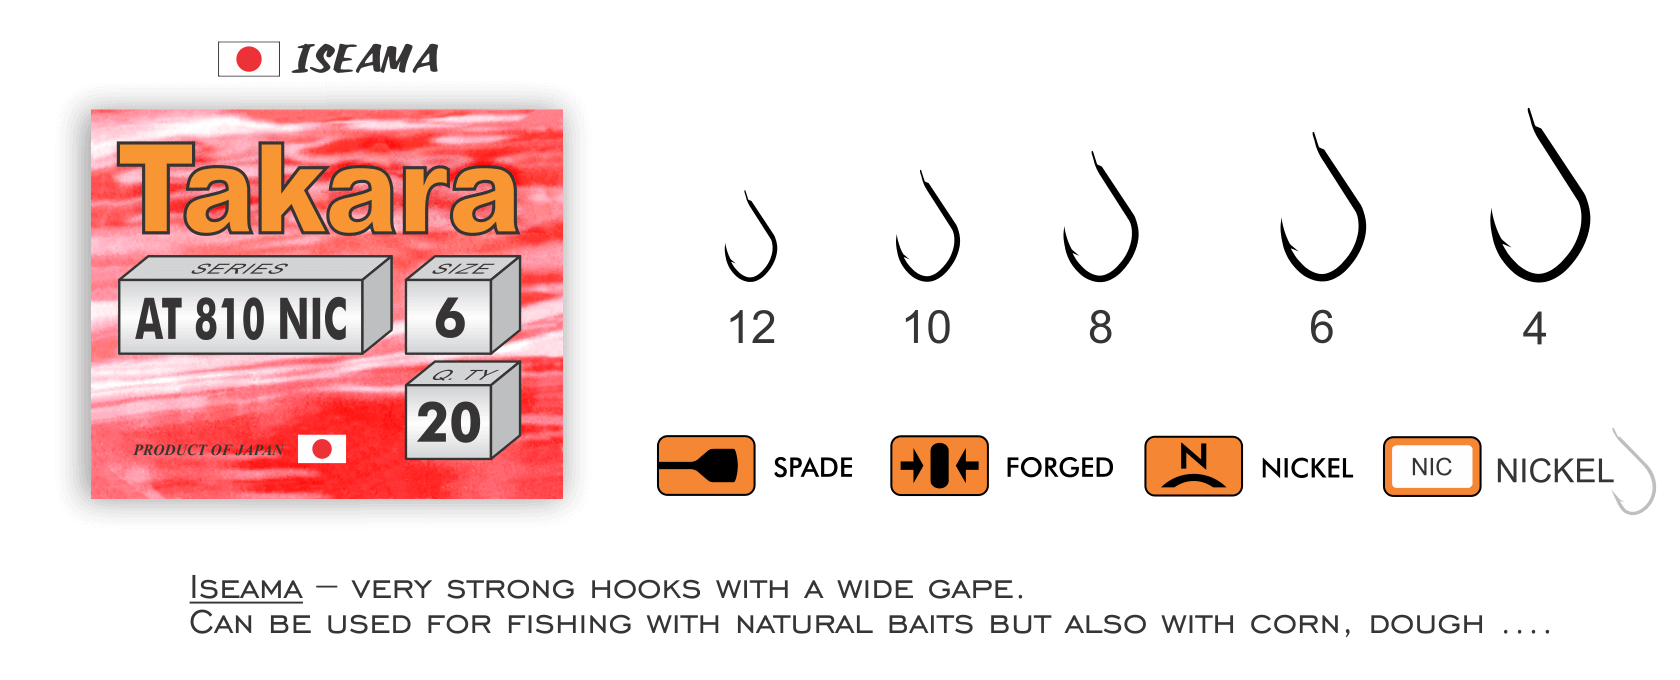 ISEAMA
Takara
SERIES
AT 810 NIC
SIZE
6
Q. TY
20
PRODUCT OF JAPAN
12 10 8 6 4
SPADE FORGED N NICKEL NIC NICKEL
ISEAMA – VERY STRONG HOOKS WITH A WIDE GAPE.
CAN BE USED FOR FISHING WITH NATURAL BAITS BUT ALSO WITH CORN, DOUGH ....